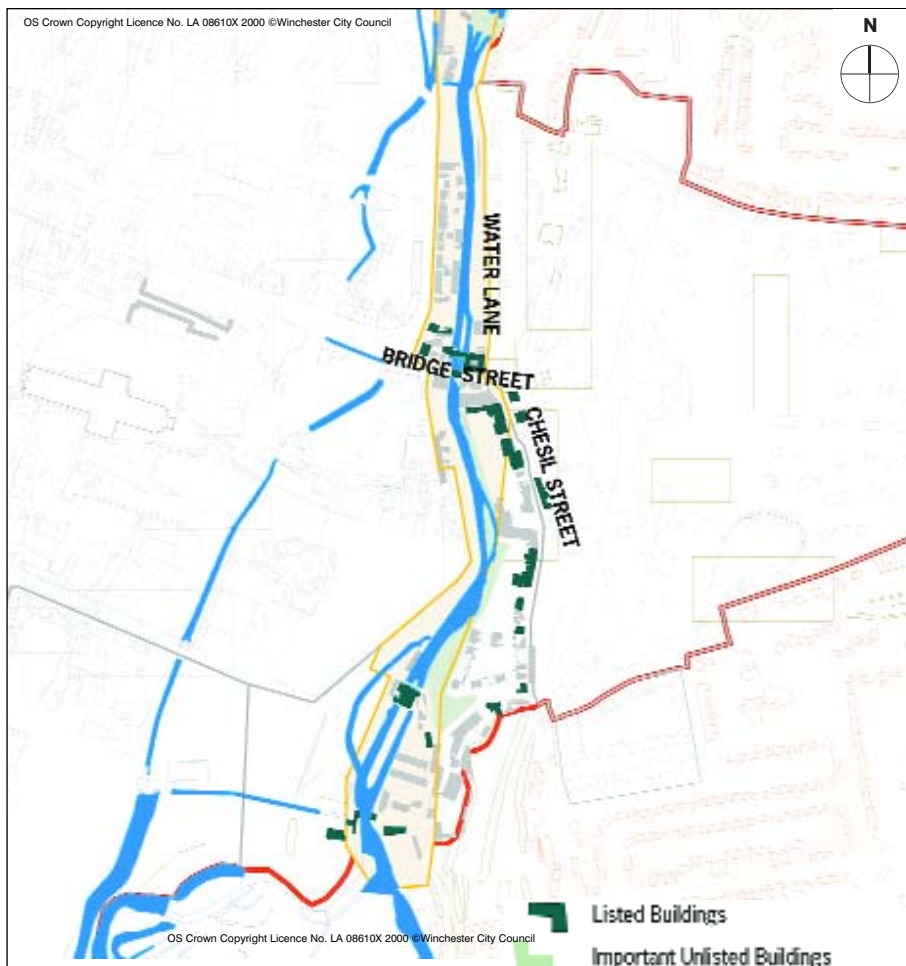 OS Crown Copyright Licence No. LA 08610X 2000 ©Winchester City Council
N
WATER LANE
BRIDGE STREET
CHESIL STREET
Listed Buildings
OS Crown Copyright Licence No. LA 08610X 2000 ©Winchester City Council
Important Unlisted Buildings